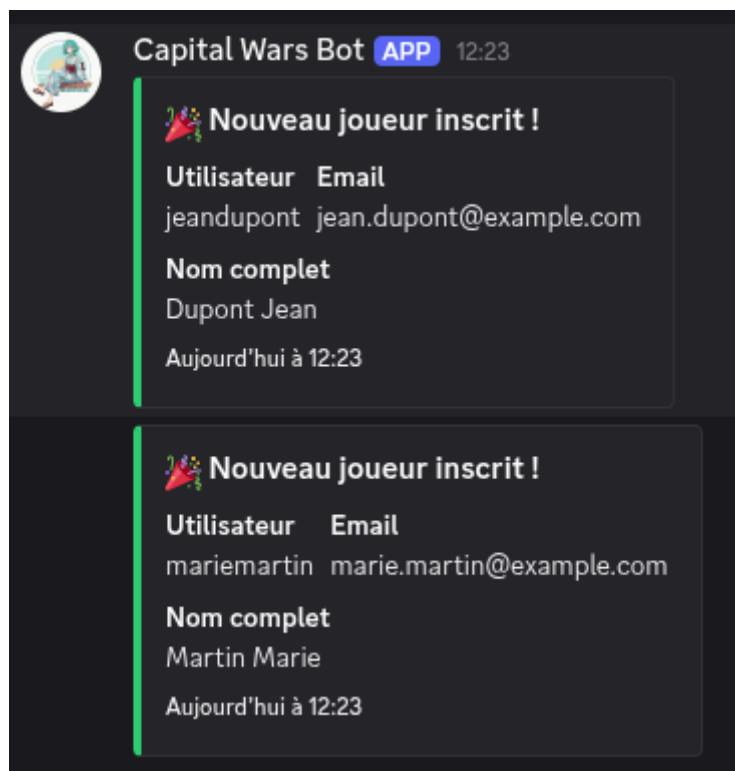 Capital Wars Bot APP 12:23
🎉 Nouveau joueur inscrit !
Utilisateur Email
jeandupont jean.dupont@example.com
Nom complet
Dupont Jean
Aujourd'hui à 12:23
🎉 Nouveau joueur inscrit !
Utilisateur Email
mariemartin marie.martin@example.com
Nom complet
Martin Marie
Aujourd'hui à 12:23